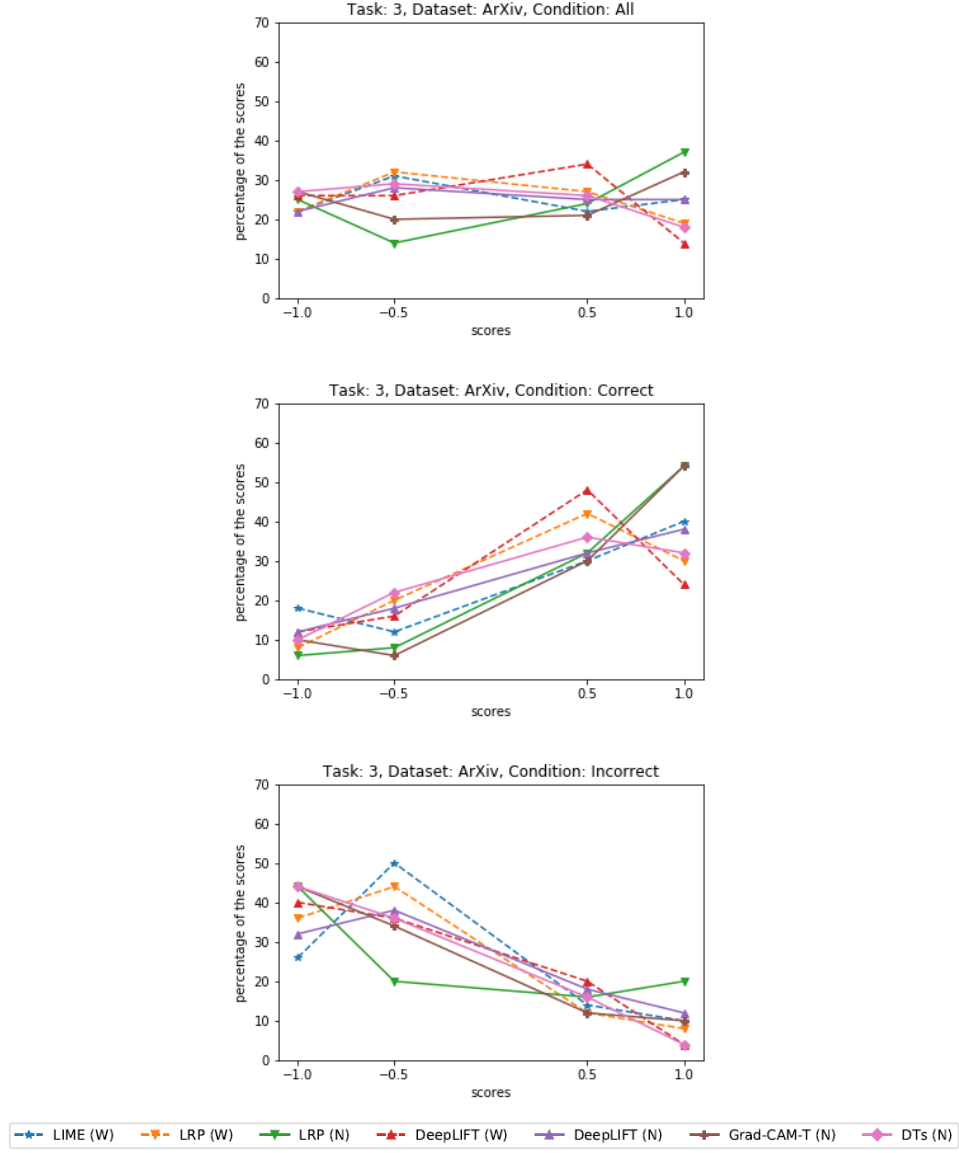 Task: 3, Dataset: ArXiv, Condition: All
70
60
50
40
30
20
10
0
percentage of the scores
−1.0 −0.5 0.5 1.0
scores
Task: 3, Dataset: ArXiv, Condition: Correct
70
60
50
40
30
20
10
0
percentage of the scores
−1.0 −0.5 0.5 1.0
scores
Task: 3, Dataset: ArXiv, Condition: Incorrect
70
60
50
40
30
20
10
0
percentage of the scores
−1.0 −0.5 0.5 1.0
scores
LIME (W) LRP (W) LRP (N) DeepLIFT (W) DeepLIFT (N) Grad-CAM-T (N) DTs (N)